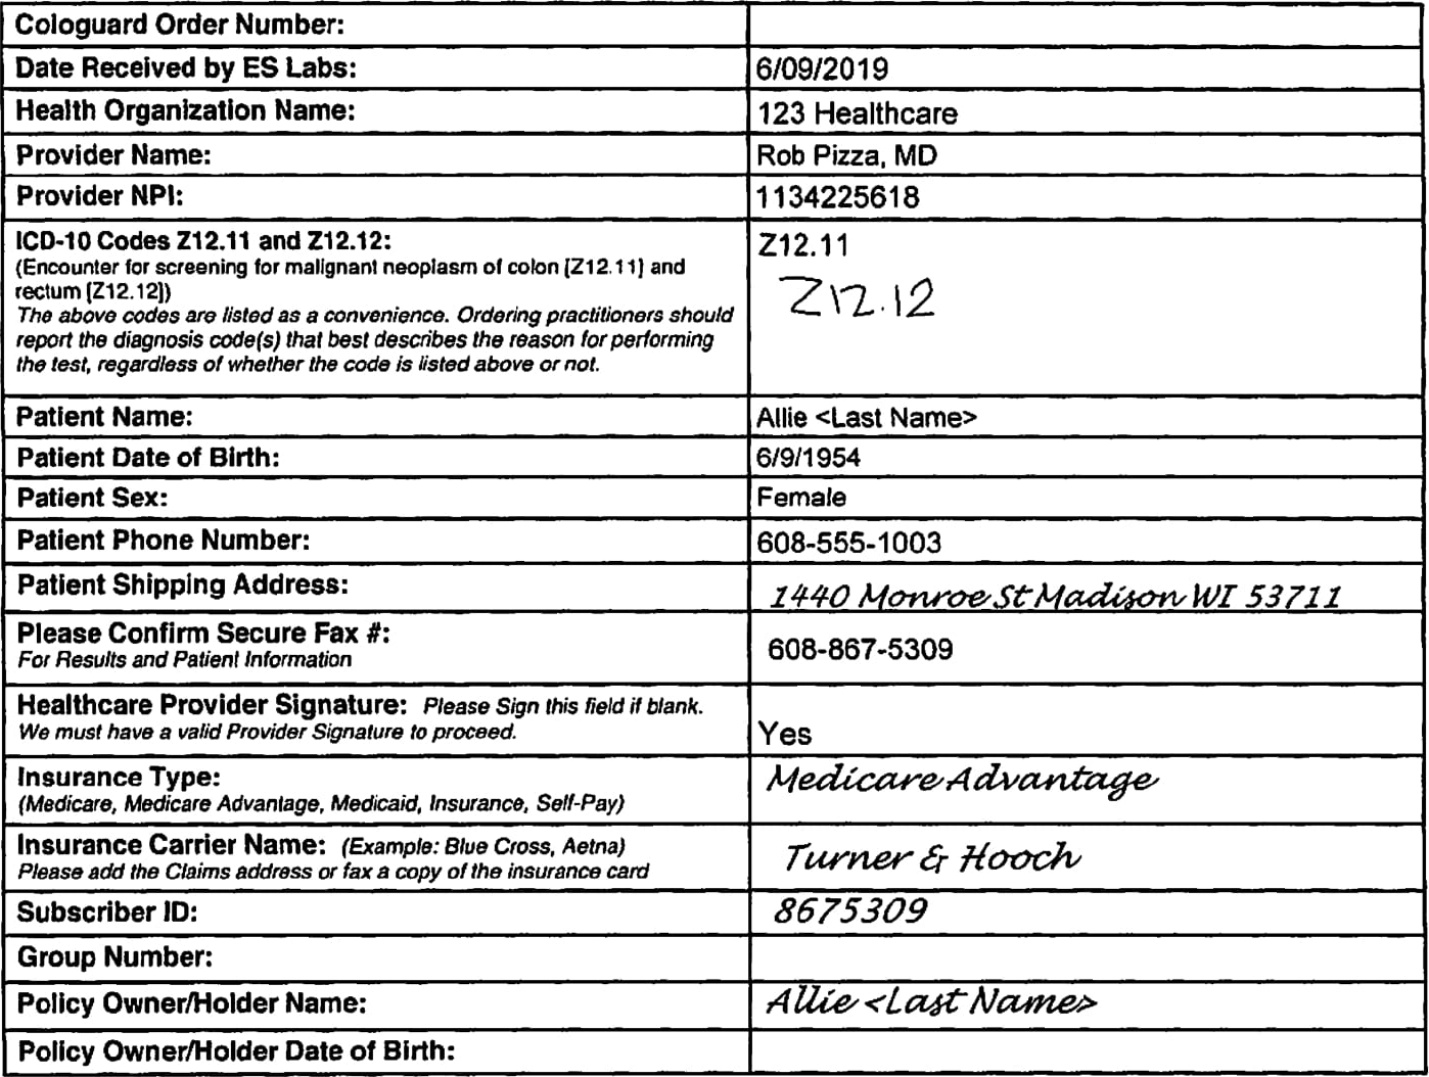 Cologuard Order Number:
Date Received by ES Labs: 6/09/2019
Health Organization Name: 123 Healthcare
Provider Name: Rob Pizza, MD
Provider NPI: 1134225618
ICD-10 Codes Z12.11 and Z12.12: Z12.11
(Encounter for screening for malignant neoplasm of colon [Z12.11] and
rectum [Z12.12])
Z12.12
The above codes are listed as a convenience. Ordering practitioners should
report the diagnosis code(s) that best describes the reason for performing
the test, regardless of whether the code is listed above or not.
Patient Name: Allie <Last Name>
Patient Date of Birth: 6/9/1954
Patient Sex: Female
Patient Phone Number: 608-555-1003
Patient Shipping Address: 1440 Monroe St Madison WI 53711
Please Confirm Secure Fax #: 608-867-5309
For Results and Patient Information
Healthcare Provider Signature: Please Sign this field if blank.
We must have a valid Provider Signature to proceed. Yes
Insurance Type: Medicare Advantage
(Medicare, Medicare Advantage, Medicaid, Insurance, Self-Pay)
Insurance Carrier Name: (Example: Blue Cross, Aetna) Turner & Hooch
Please add the Claims address or fax a copy of the insurance card
Subscriber ID: 8675309
Group Number:
Policy Owner/Holder Name: Allie <Last Name>
Policy Owner/Holder Date of Birth: